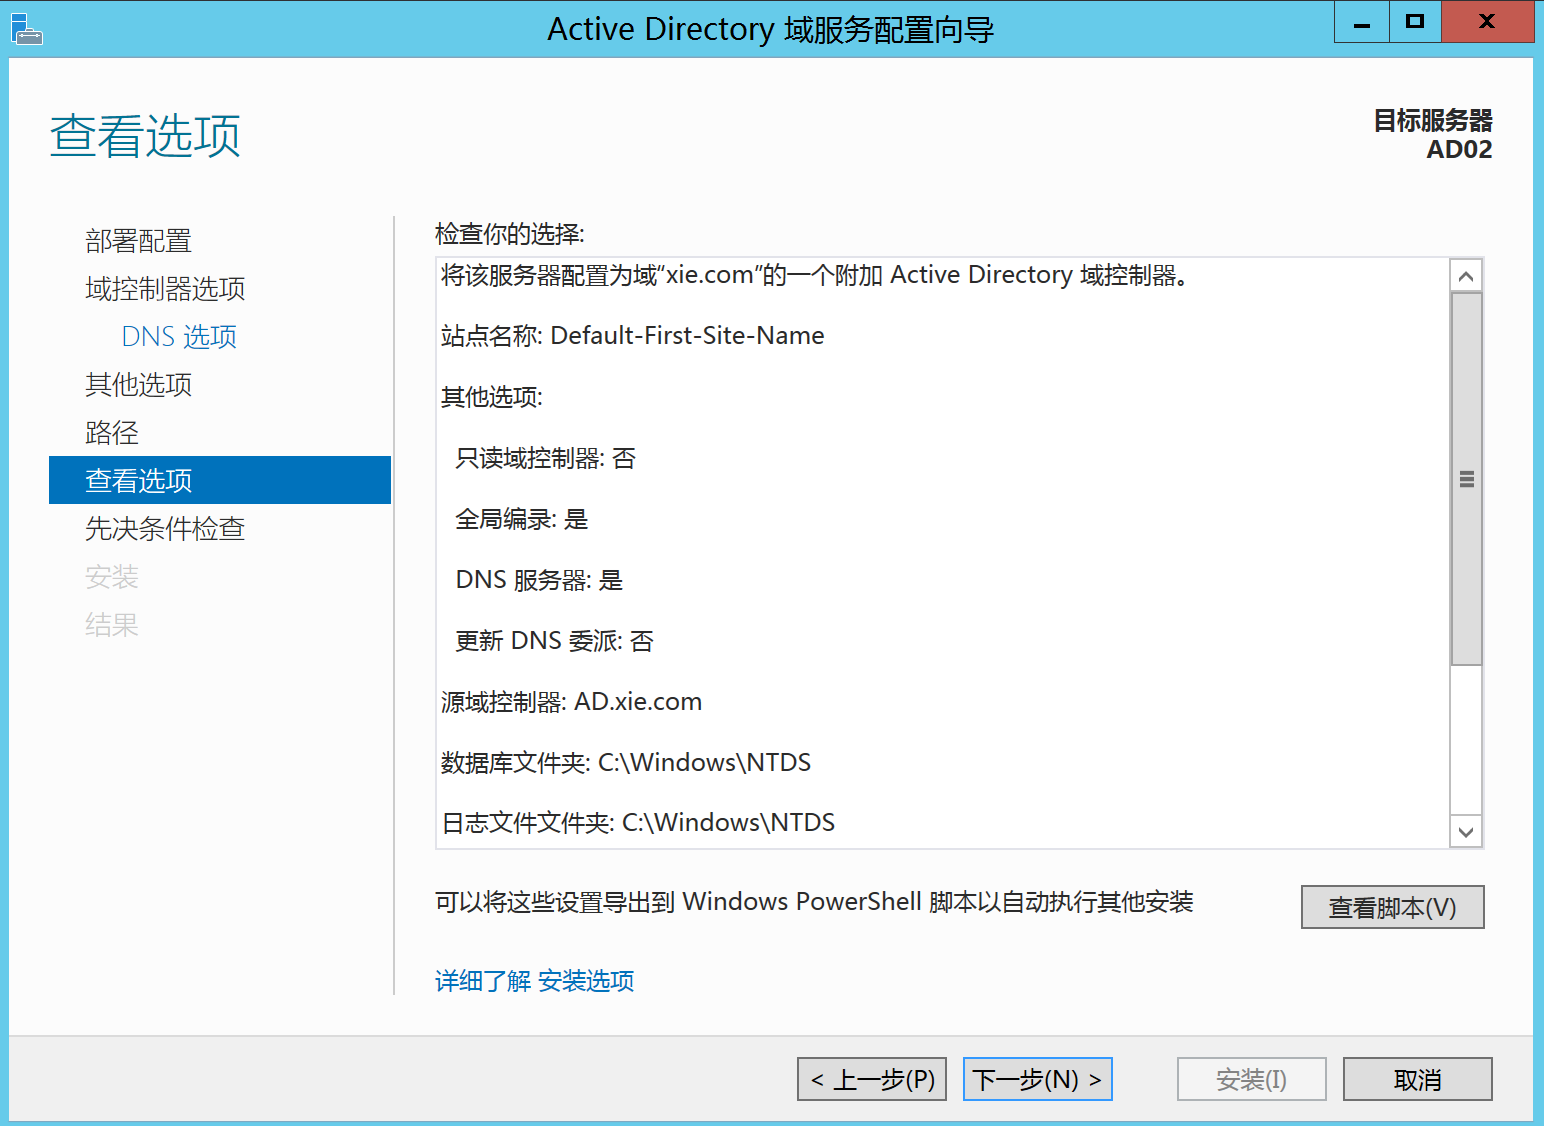 Active Directory 域服务配置向导
查看选项
目标服务器
AD02
部署配置
域控制器选项
DNS 选项
其他选项
路径
查看选项
先决条件检查
安装
结果
检查你的选择:
将该服务器配置为域“xie.com”的一个附加 Active Directory 域控制器。
站点名称: Default-First-Site-Name
其他选项:
只读域控制器: 否
全局编录: 是
DNS 服务器: 是
更新 DNS 委派: 否
源域控制器: AD.xie.com
数据库文件夹: C:\Windows\NTDS
日志文件文件夹: C:\Windows\NTDS
可以将这些设置导出到 Windows PowerShell 脚本以自动执行其他安装
查看脚本(V)
详细了解 安装选项
< 上一步(P)
下一步(N) >
安装(I)
取消